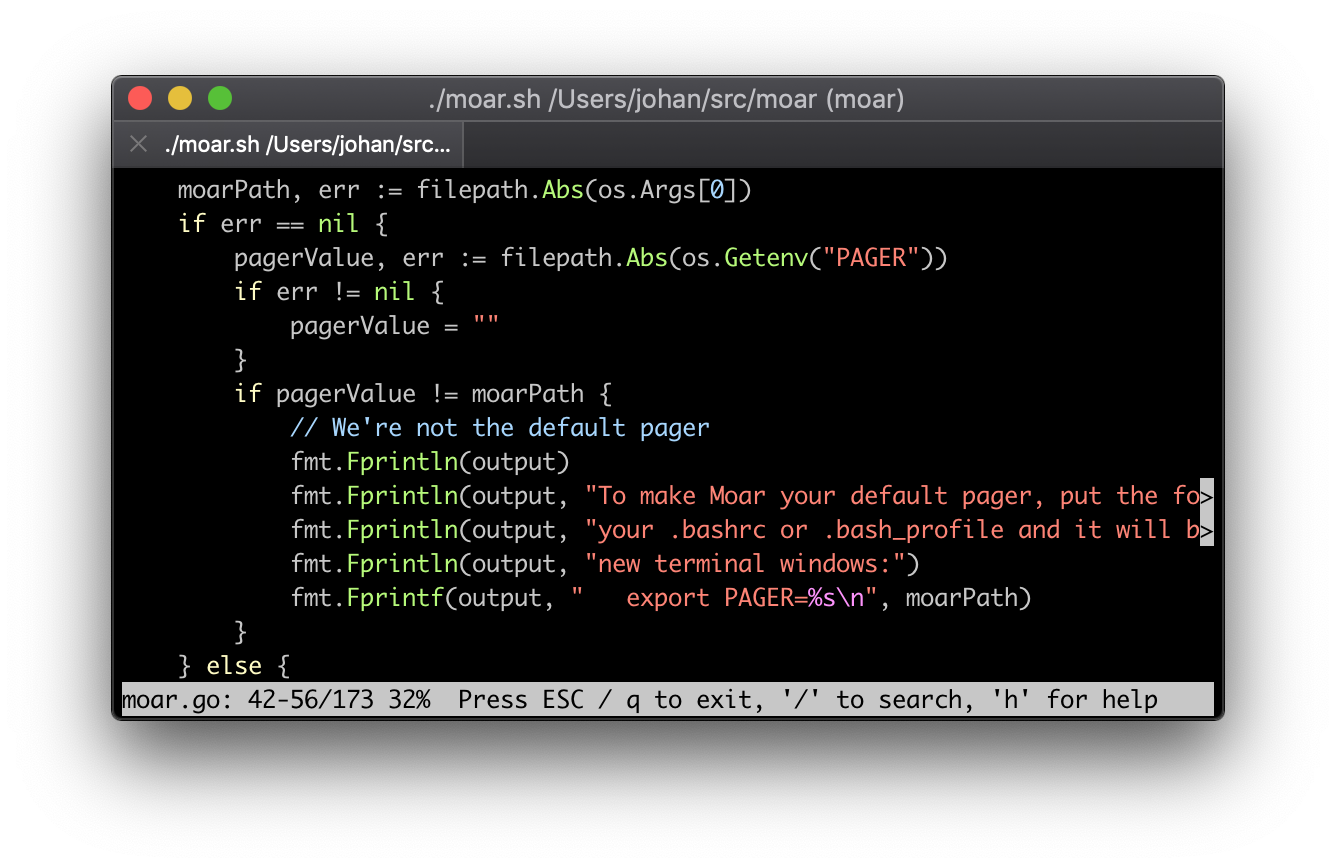 ./moar.sh /Users/johan/src/moar (moar)
./moar.sh /Users/johan/src...
    moarPath, err := filepath.Abs(os.Args[0])
    if err == nil {
        pagerValue, err := filepath.Abs(os.Getenv("PAGER"))
        if err != nil {
            pagerValue = ""
        }
        if pagerValue != moarPath {
            // We're not the default pager
            fmt.Fprintln(output)
            fmt.Fprintln(output, "To make Moar your default pager, put the fo>
            fmt.Fprintln(output, "your .bashrc or .bash_profile and it will b>
            fmt.Fprintln(output, "new terminal windows:")
            fmt.Fprintf(output, "   export PAGER=%s\n", moarPath)
        }
    } else {
moar.go: 42-56/173 32%  Press ESC / q to exit, '/' to search, 'h' for help